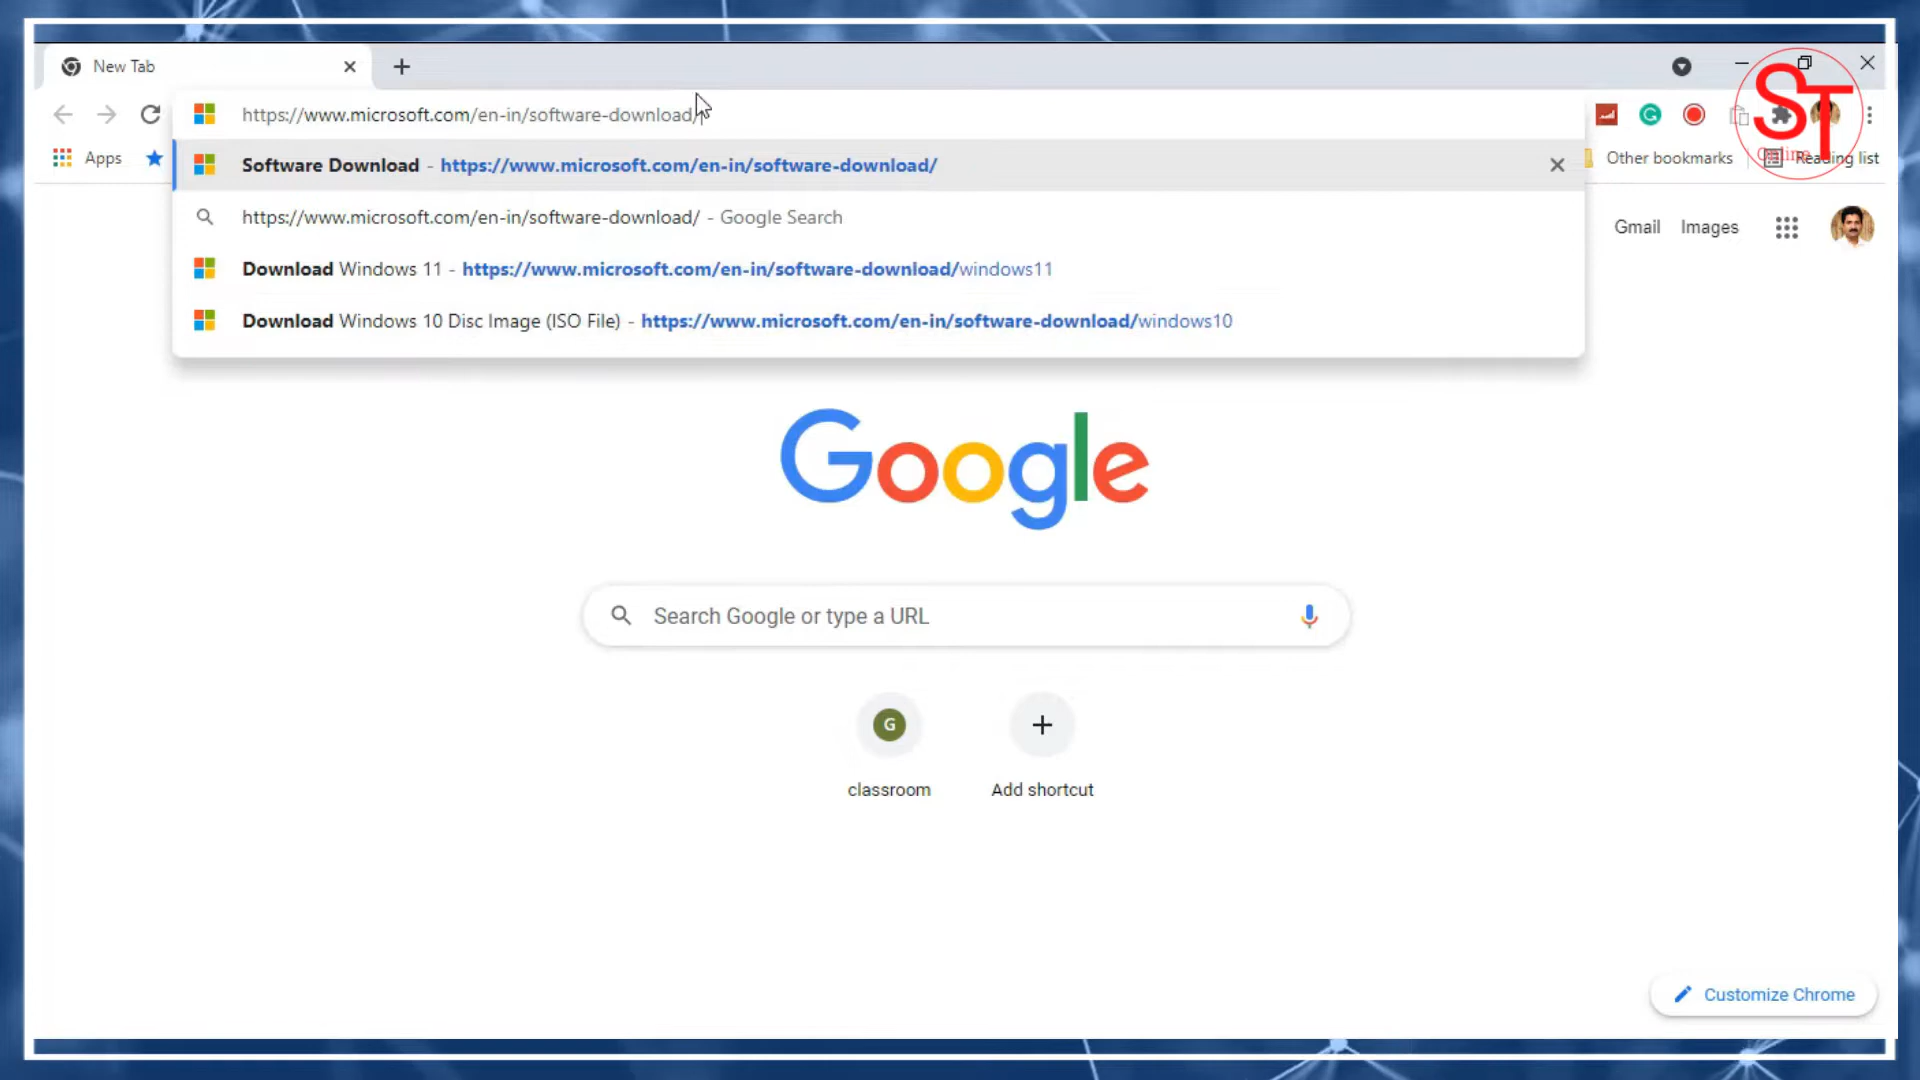 New Tab
https://www.microsoft.com/en-in/software-download/
ST
Online
Apps
Software Download - https://www.microsoft.com/en-in/software-download/
Other bookmarks
Reading list
https://www.microsoft.com/en-in/software-download/ - Google Search
Gmail
Images
Download Windows 11 - https://www.microsoft.com/en-in/software-download/windows11
Download Windows 10 Disc Image (ISO File) - https://www.microsoft.com/en-in/software-download/windows10
Google
Search Google or type a URL
G
classroom
Add shortcut
Customize Chrome